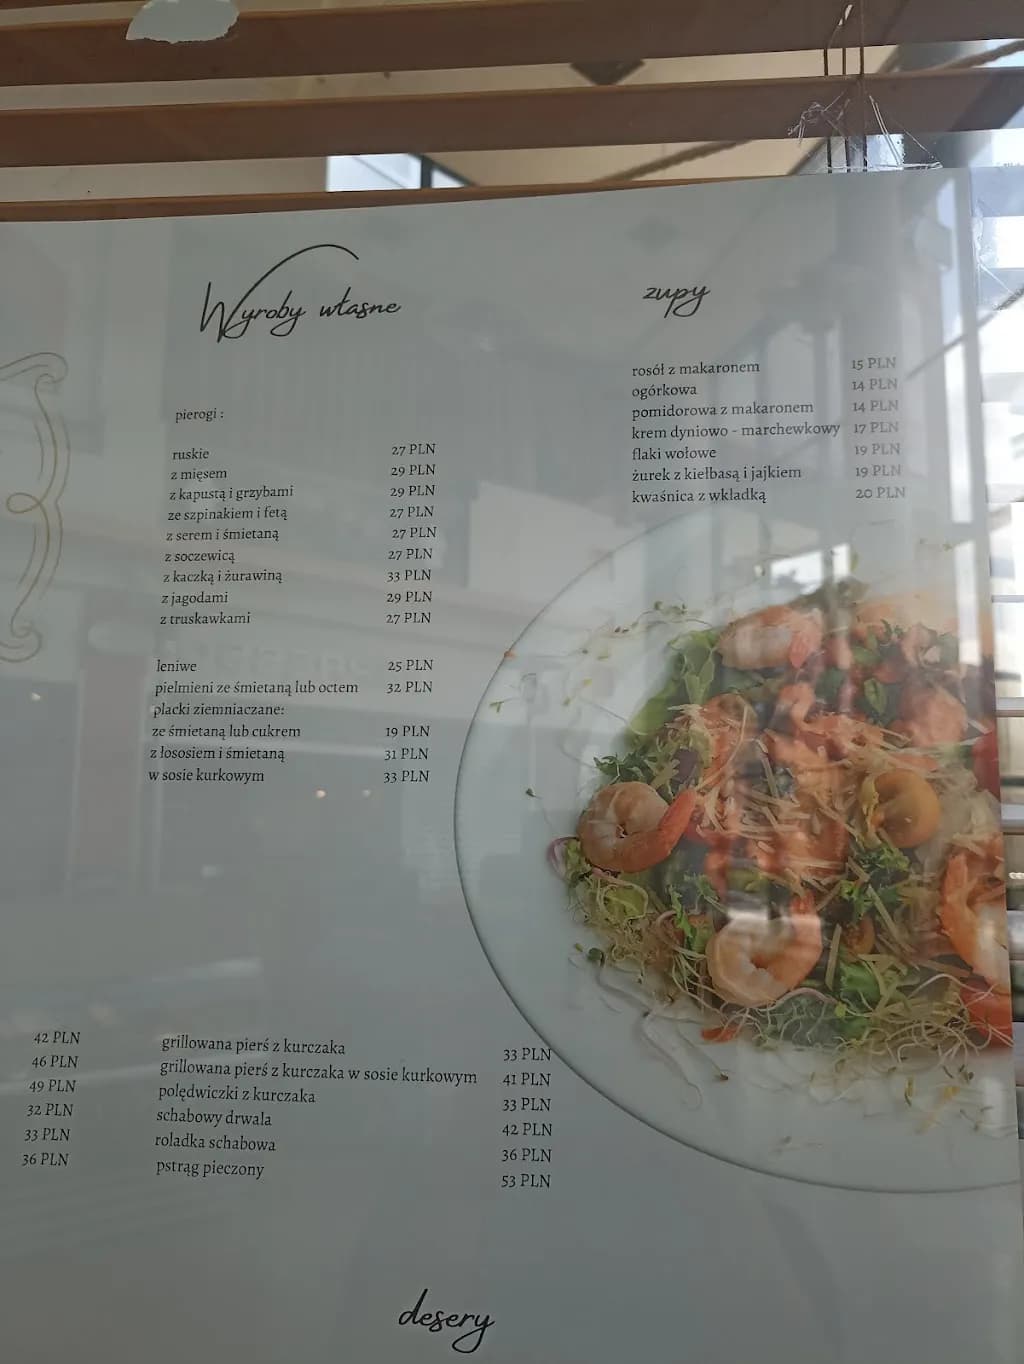 Wyroby własne
pierogi :
ruskie 27 PLN
z mięsem 29 PLN
z kapustą i grzybami 29 PLN
ze szpinakiem i fetą 27 PLN
z serem i śmietaną 27 PLN
z soczewicą 27 PLN
z kaczką i żurawiną 33 PLN
z jagodami 29 PLN
z truskawkami 27 PLN
leniwe 25 PLN
pielmieni ze śmietaną lub octem 32 PLN
placki ziemniaczane:
ze śmietaną lub cukrem 19 PLN
z łososiem i śmietaną 31 PLN
w sosie kurkowym 33 PLN
zupy
rosół z makaronem 15 PLN
ogórkowa 14 PLN
pomidorowa z makaronem 14 PLN
krem dyniowo - marchewkowy 17 PLN
flaki wołowe 19 PLN
żurek z kiełbasą i jajkiem 19 PLN
kwaśnica z wkładką 20 PLN
42 PLN
46 PLN
49 PLN
32 PLN
33 PLN
36 PLN
grillowana pierś z kurczaka 33 PLN
grillowana pierś z kurczaka w sosie kurkowym 41 PLN
polędwiczki z kurczaka 33 PLN
schabowy drwala 42 PLN
roladka schabowa 36 PLN
pstrąg pieczony 53 PLN
desery